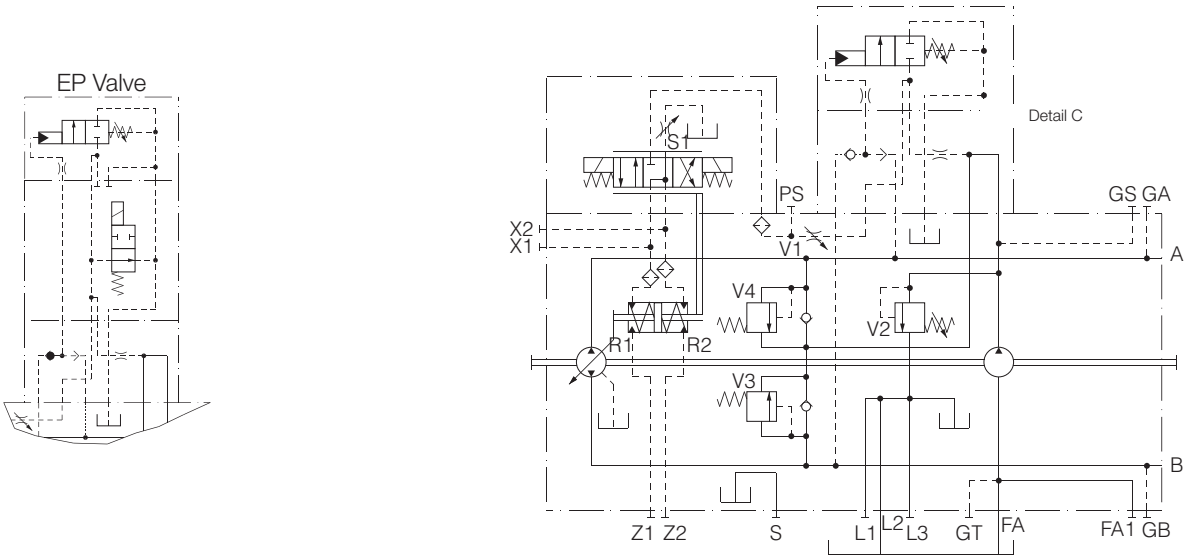 EP Valve
Detail C
S1
PS
GS GA
X2
X1
V1
A
V4
V2
R1 R2
V3
B
Z1 Z2 S L1 L2 L3 GT FA FA1 GB